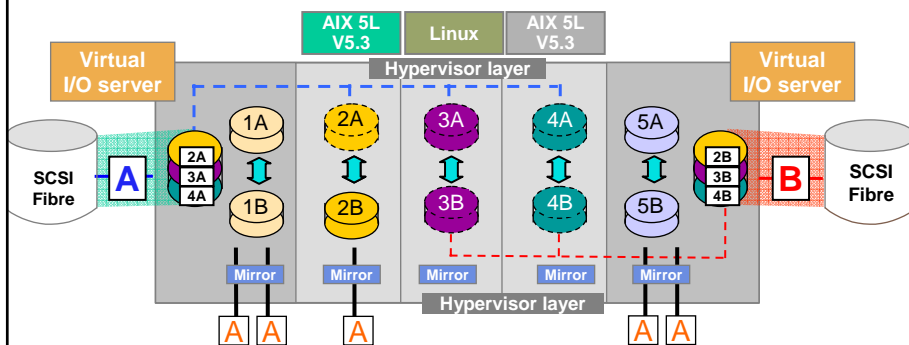 AIX 5L
V5.3
Linux
AIX 5L
V5.3
Virtual
I/O server
Hypervisor layer
Virtual
I/O server
1A
2A
3A
4A
5A
SCSI
Fibre
A
2A
3A
4A
2B
3B
4B
B
SCSI
Fibre
1B
2B
3B
4B
5B
Mirror
Mirror
Mirror
Mirror
Mirror
Hypervisor layer
A
A
A
A
A